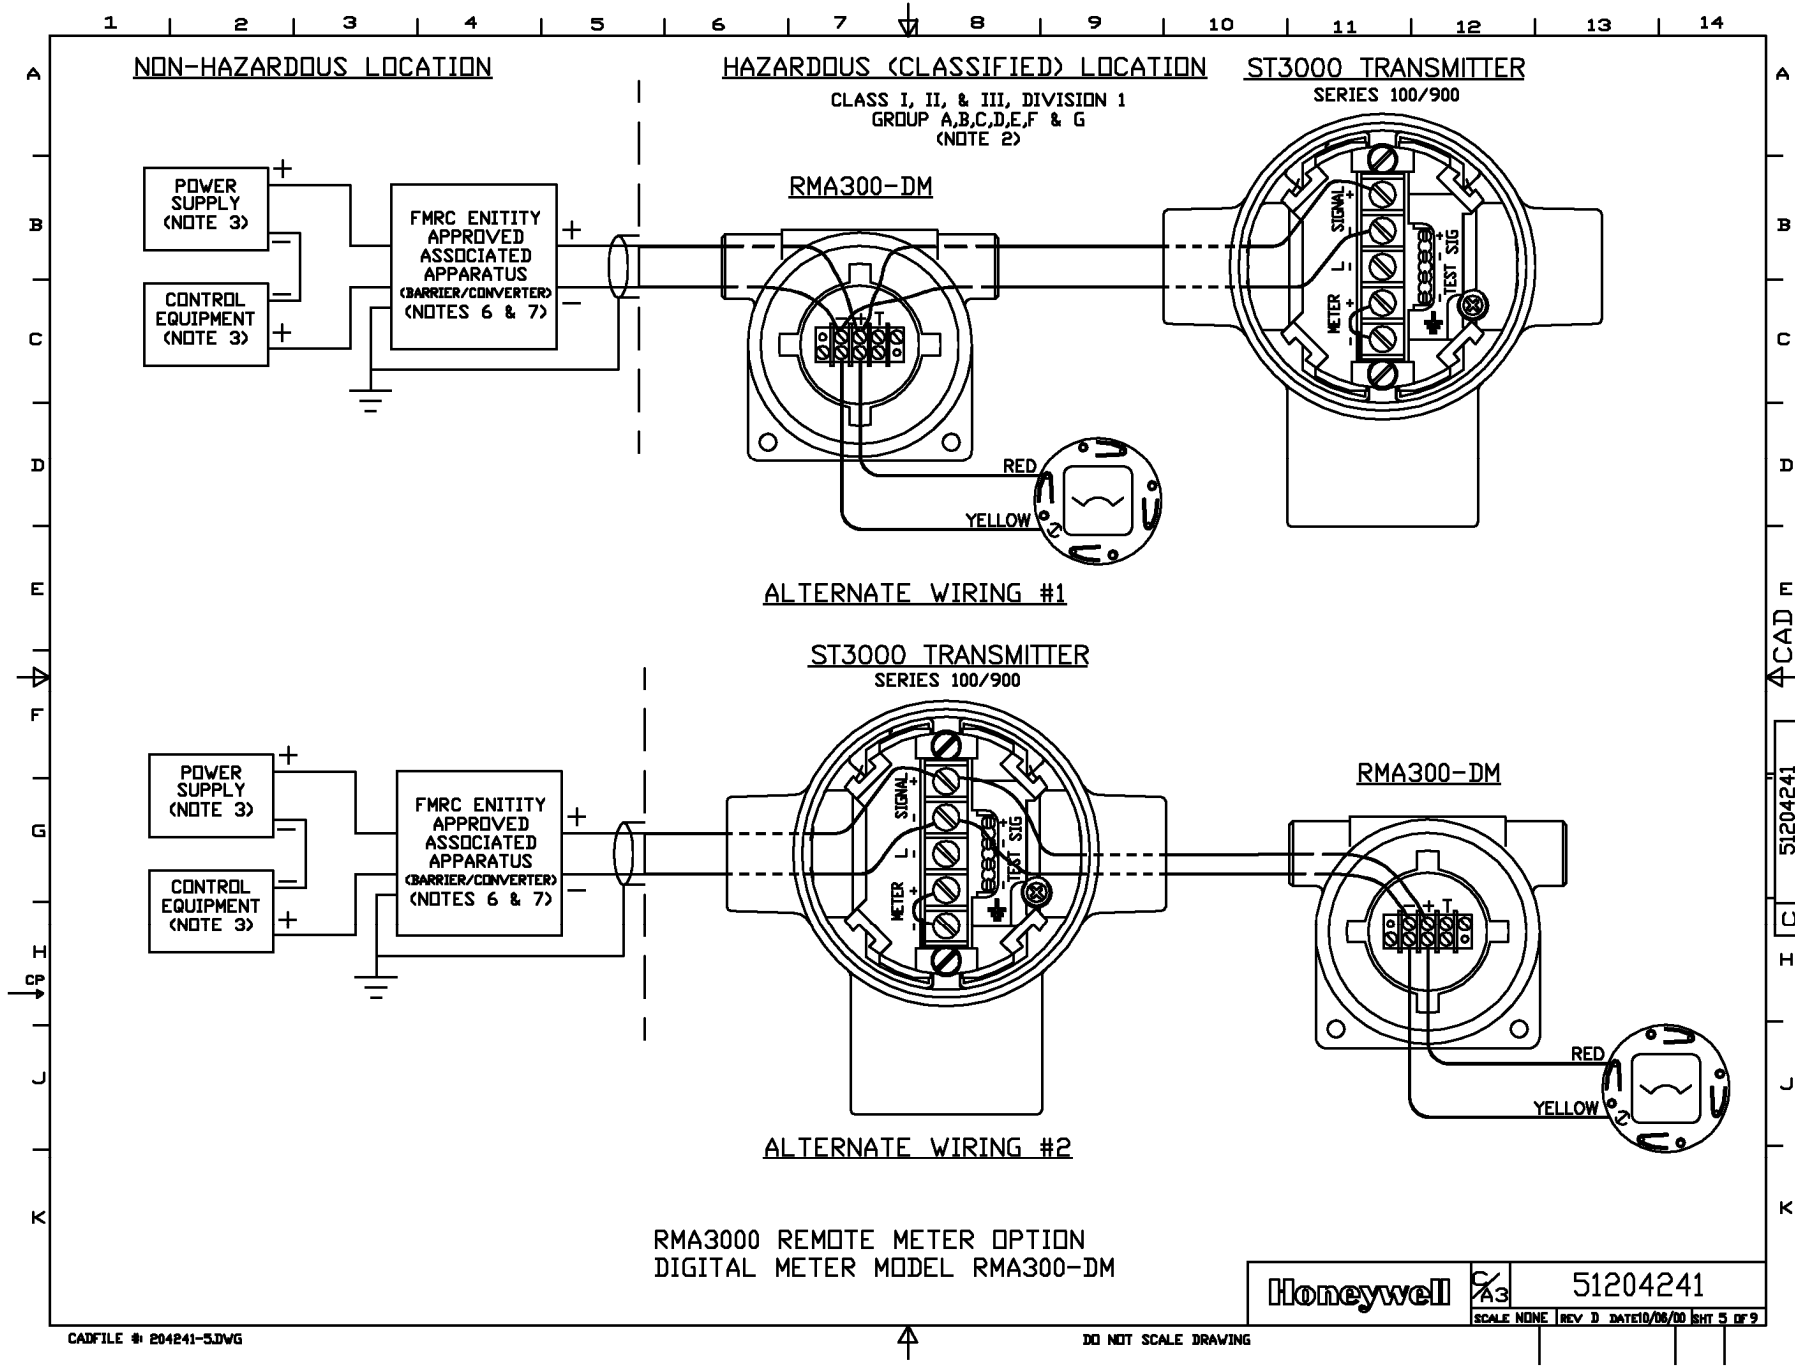 1 2 3 4 5 6 7 8 9 10 11 12 13 14
A
B
C
D
E
F
G
H
J
K
A
B
C
D
E
H
J
K
NON-HAZARDOUS LOCATION
HAZARDOUS (CLASSIFIED) LOCATION
CLASS I, II, & III, DIVISION 1
GROUP A,B,C,D,E,F & G
(NOTE 2)
ST3000 TRANSMITTER
SERIES 100/900
RMA300-DM
POWER
SUPPLY
(NOTE 3)
+
-
CONTROL
EQUIPMENT
(NOTE 3)
-
+
FMRC ENITITY
APPROVED
ASSOCIATED
APPARATUS
(BARRIER/CONVERTER)
(NOTES 6 & 7)
+
-
- + T
SIGNAL
+
-
L
-
METER
+
-
TEST SIG
+
-
RED
YELLOW
ALTERNATE WIRING #1
ST3000 TRANSMITTER
SERIES 100/900
POWER
SUPPLY
(NOTE 3)
+
-
CONTROL
EQUIPMENT
(NOTE 3)
-
+
FMRC ENITITY
APPROVED
ASSOCIATED
APPARATUS
(BARRIER/CONVERTER)
(NOTES 6 & 7)
+
-
SIGNAL
+
-
L
-
METER
+
-
TEST SIG
+
-
RMA300-DM
- + T
RED
YELLOW
ALTERNATE WIRING #2
CP
CAD
51204241
C
RMA3000 REMOTE METER OPTION
DIGITAL METER MODEL RMA300-DM
Honeywell
C/A3
51204241
SCALE NONE REV D DATE10/06/00 SHT 5 OF 9
CADFILE #: 204241-5.DWG
DO NOT SCALE DRAWING